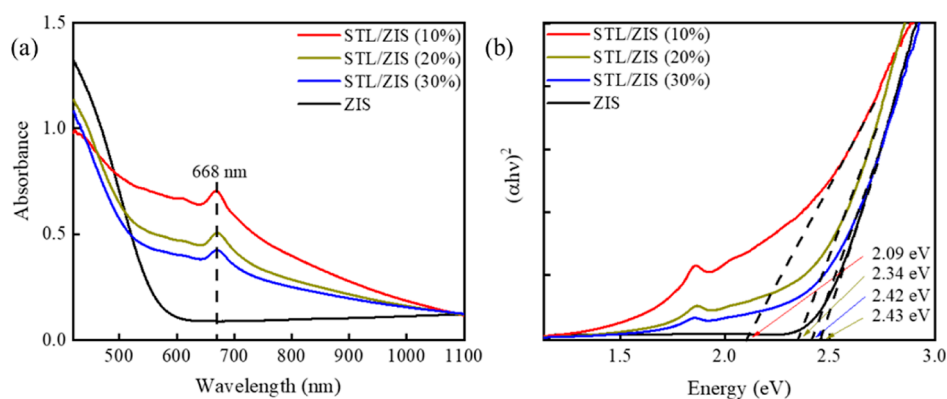 (a)
STL/ZIS (10%)
STL/ZIS (20%)
STL/ZIS (30%)
ZIS
668 nm
Absorbance
1.5
1.0
0.5
0.0
500 600 700 800 900 1000 1100
Wavelength (nm)
(b)
STL/ZIS (10%)
STL/ZIS (20%)
STL/ZIS (30%)
ZIS
(αhν)²
2.09 eV
2.34 eV
2.42 eV
2.43 eV
1.5 2.0 2.5 3.0
Energy (eV)